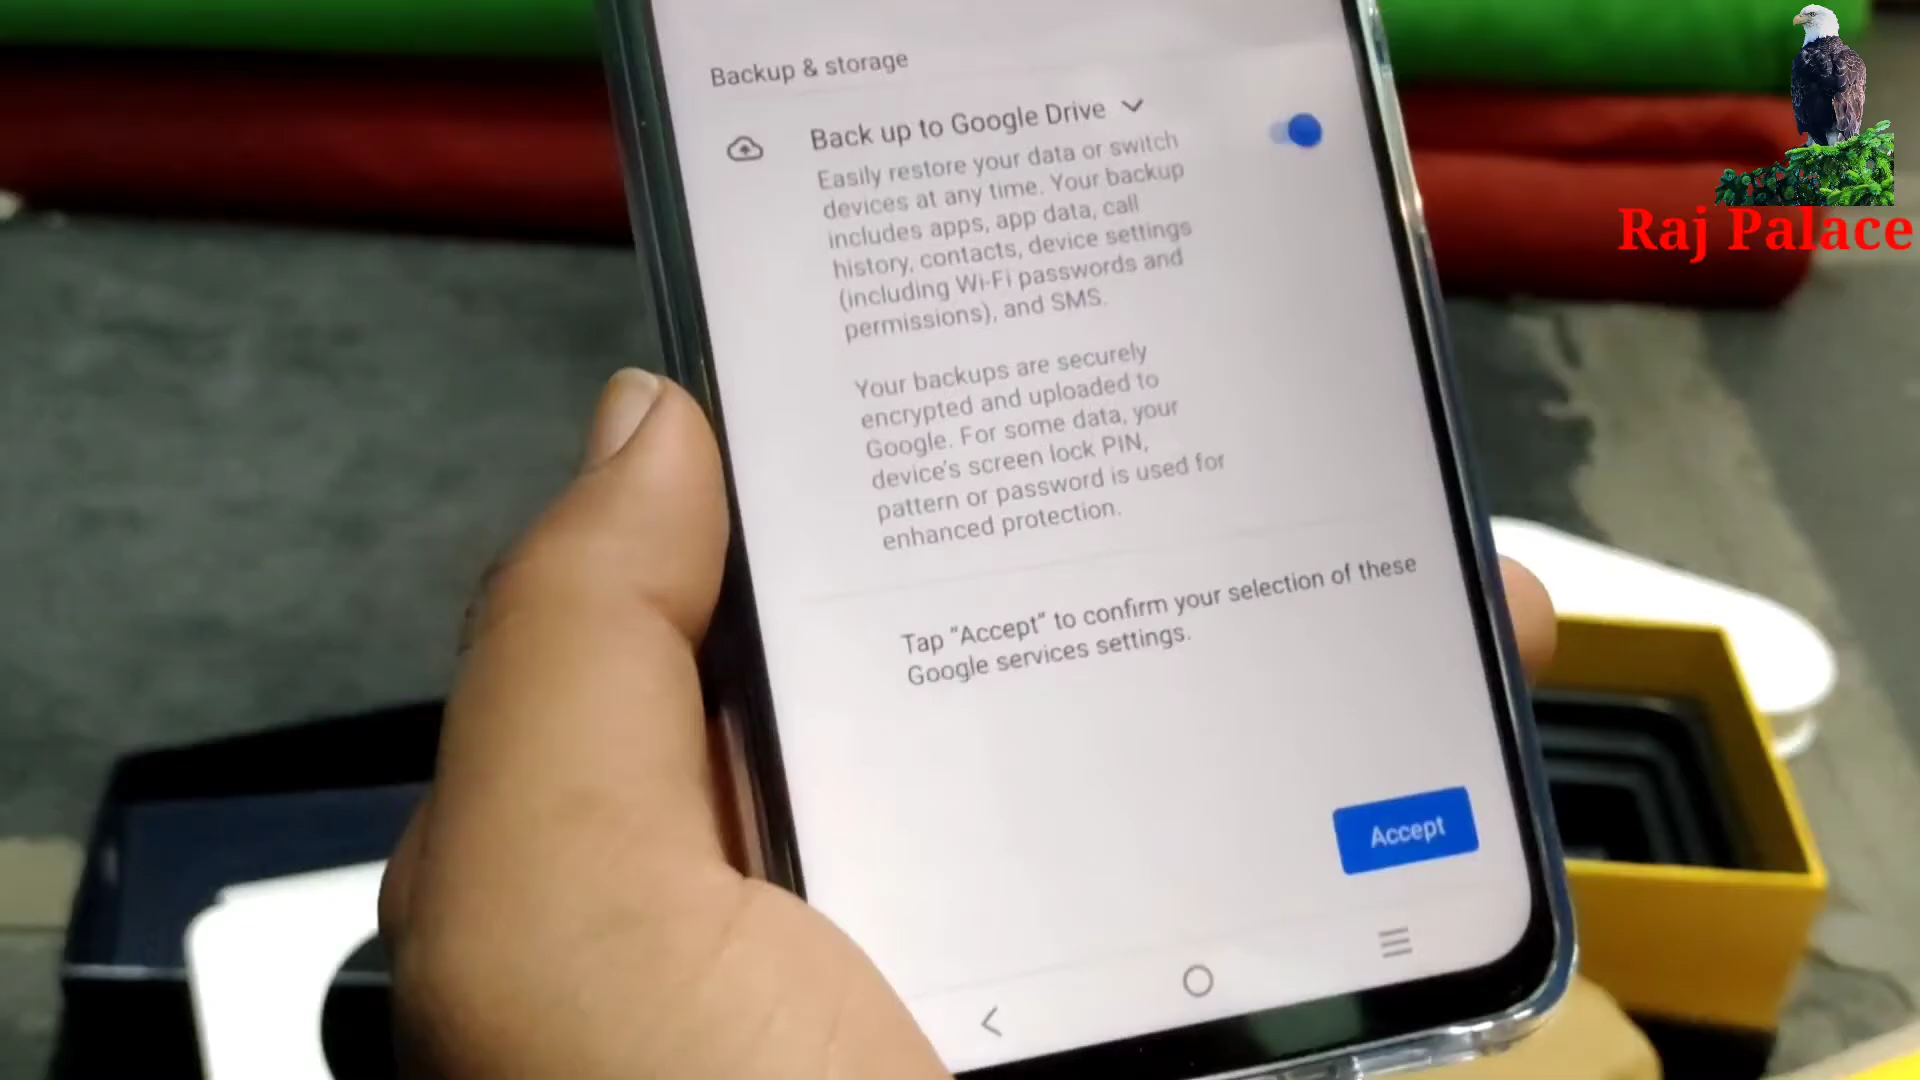 Backup & storage
Back up to Google Drive
Easily restore your data or switch
devices at any time. Your backup
includes apps, app data, call
history, contacts, device settings
(including Wi-Fi passwords and
permissions), and SMS.
Your backups are securely
encrypted and uploaded to
Google. For some data, your
device's screen lock PIN,
pattern or password is used for
enhanced protection.
Tap "Accept" to confirm your selection of these
Google services settings.
Accept
Raj Palace